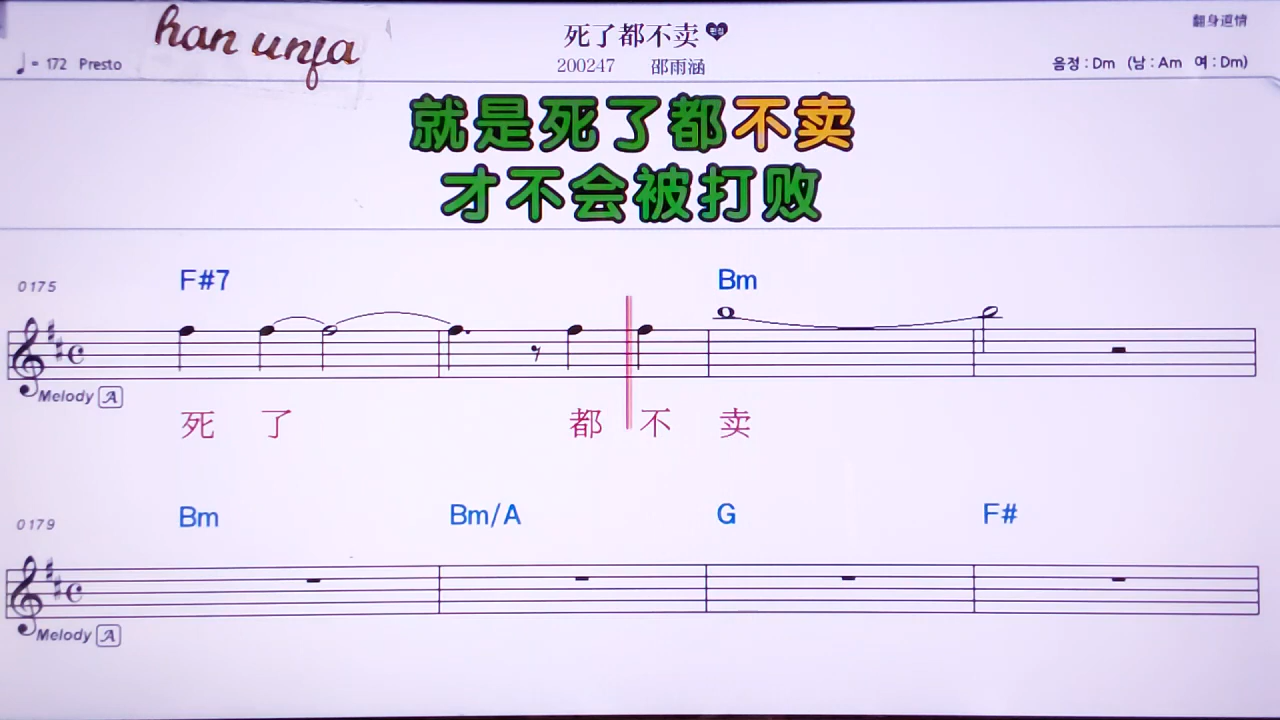 han unfa
死了都不卖
翻身道情
♩= 172 Presto
200247 邵雨涵
음정 : Dm (남 : Am 여 : Dm)
就是死了都不卖
才不会被打败
0175 F#7 Bm
Melody A
死 了 都 不 卖
0179 Bm Bm/A G F#
Melody A